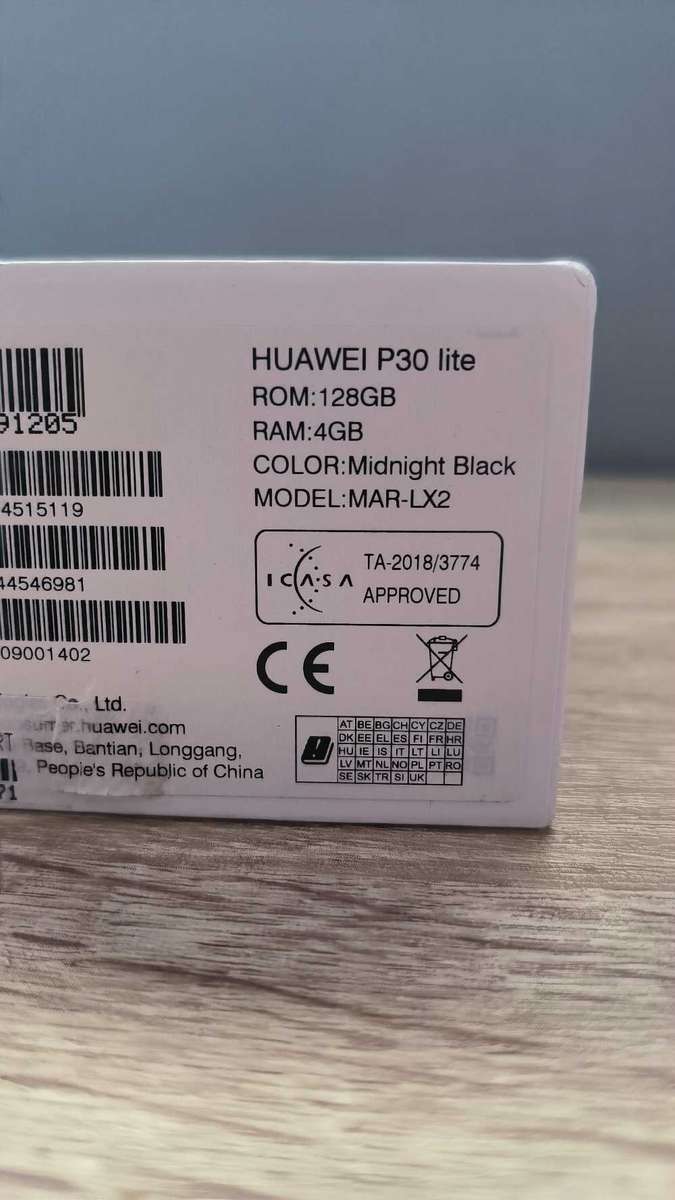 91205
4515119
44546981
09001402
Co., Ltd.
huawei.com
Base, Bantian, Longgang,
People's Republic of China
71
HUAWEI P30 lite
ROM:128GB
RAM:4GB
COLOR:Midnight Black
MODEL:MAR-LX2
ICASA
TA-2018/3774
APPROVED
CE
AT BE BG CH CY CZ DE
DK EE EL ES FI FR HR
HU IE IS IT LT LI LU
LV MT NL NO PL PT RO
SE SK TR SI UK